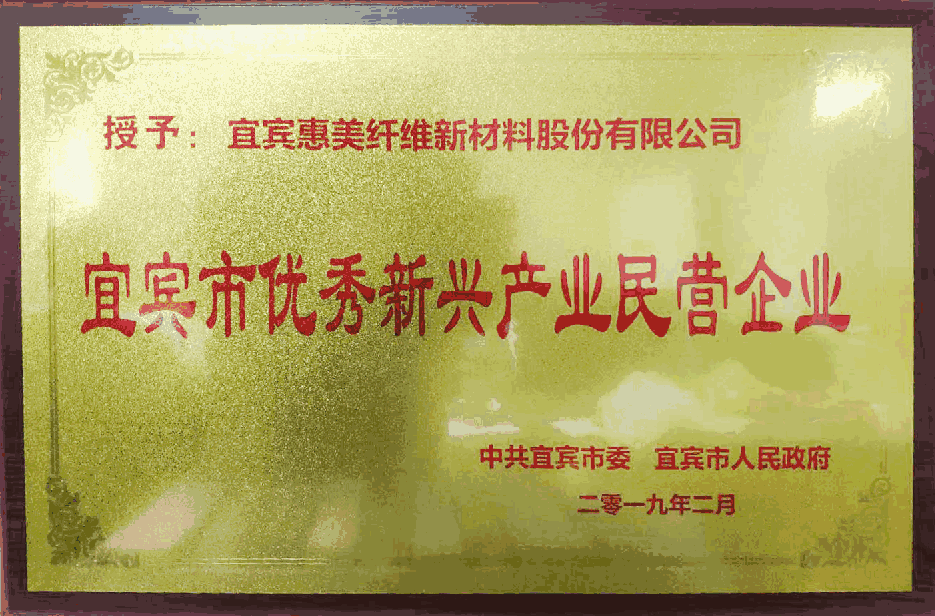 授予：宜宾惠美纤维新材料股份有限公司
宜宾市优秀新兴产业民营企业
中共宜宾市委 宜宾市人民政府
二零一九年二月